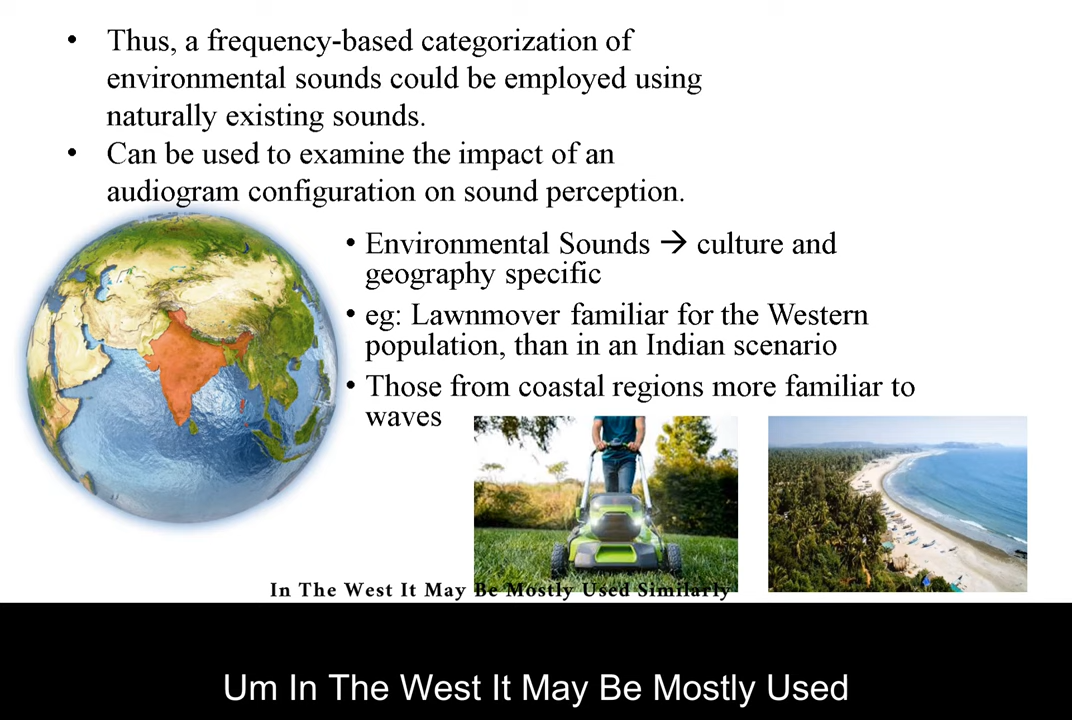 • Thus, a frequency-based categorization of
environmental sounds could be employed using
naturally existing sounds.
• Can be used to examine the impact of an
audiogram configuration on sound perception.
• Environmental Sounds → culture and
geography specific
• eg: Lawnmover familiar for the Western
population, than in an Indian scenario
• Those from coastal regions more familiar to
waves
In The West It May Be Mostly Used Similarly
Um In The West It May Be Mostly Used